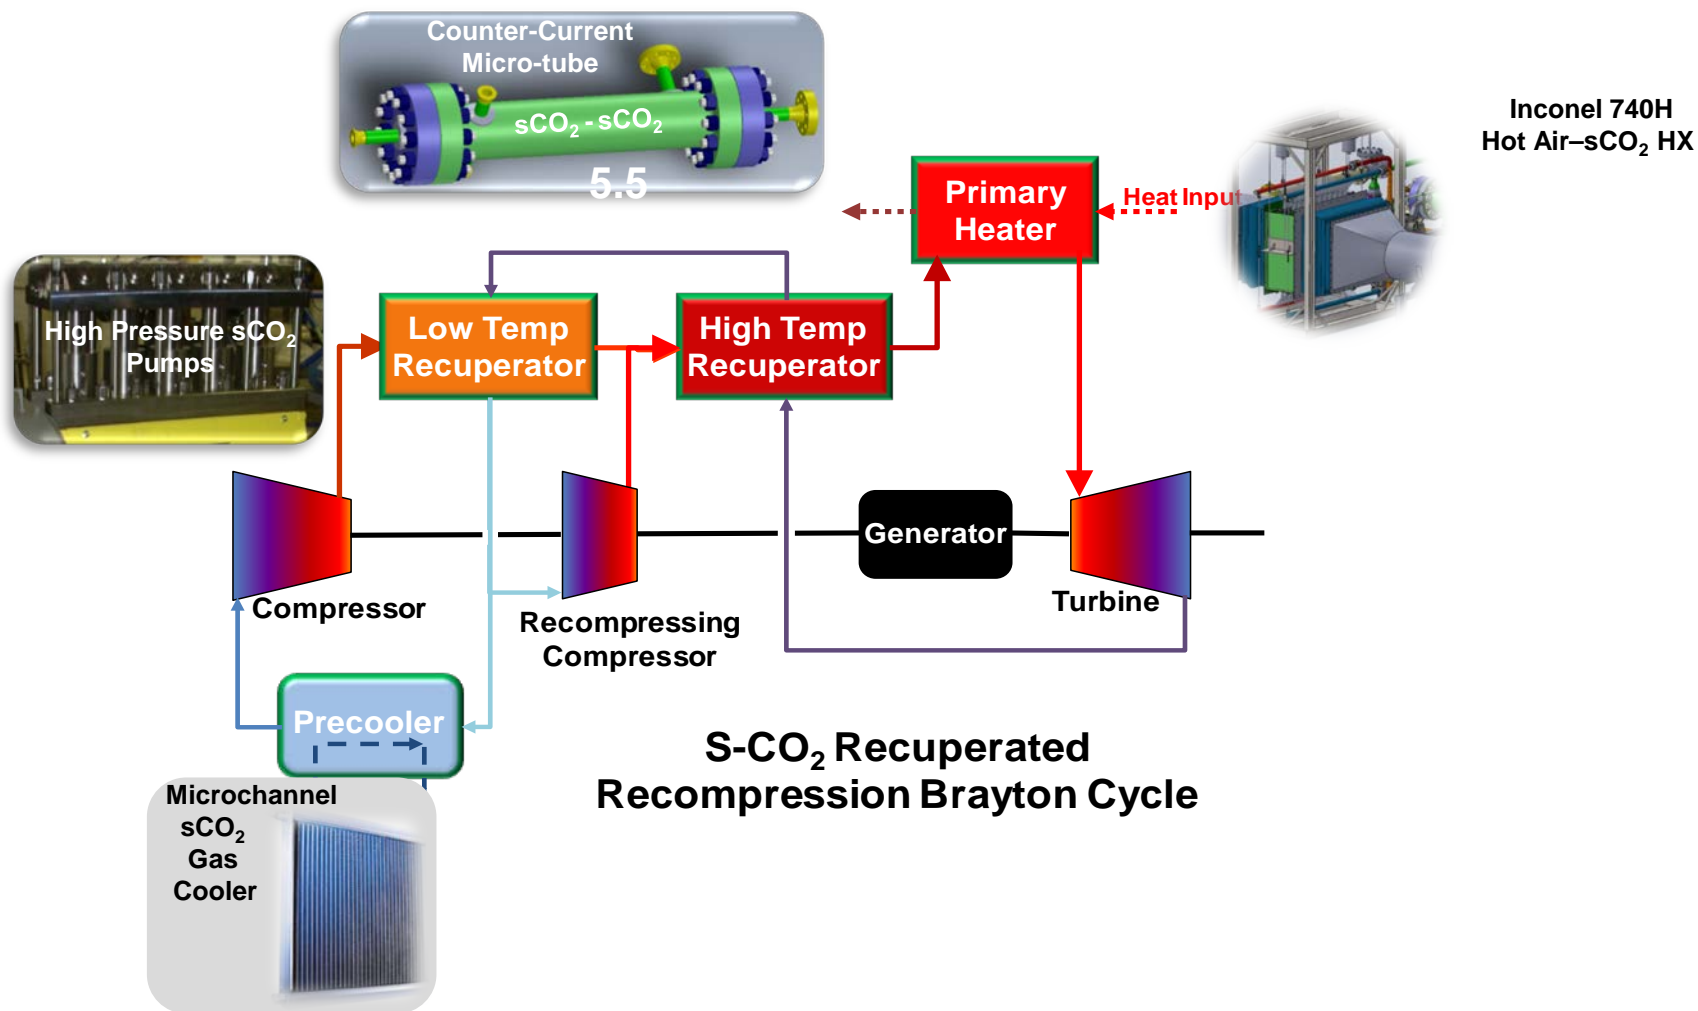 Counter-Current
Micro-tube
sCO₂ - sCO₂
5.5
Inconel 740H
Hot Air–sCO₂ HX
Primary
Heater
Heat Input
High Pressure sCO₂
Pumps
Low Temp
Recuperator
High Temp
Recuperator
Generator
Compressor
Recompressing
Compressor
Turbine
Precooler
S-CO₂ Recuperated
Recompression Brayton Cycle
Microchannel
sCO₂
Gas
Cooler